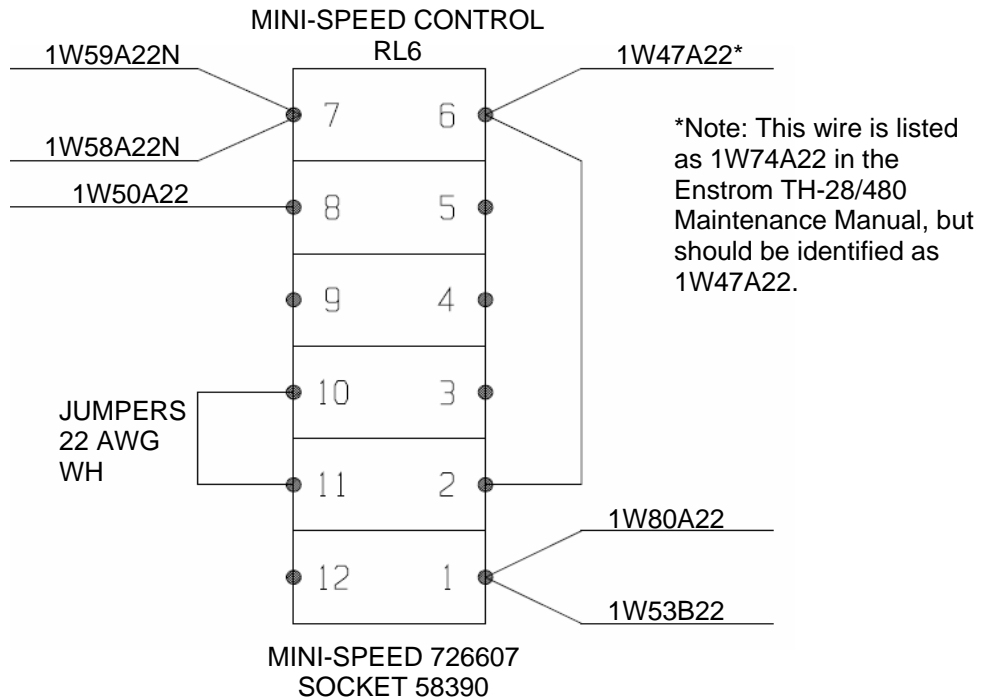 MINI-SPEED CONTROL
RL6
1W59A22N
1W47A22*
7
6
1W58A22N
1W50A22
8
5
*Note: This wire is listed
as 1W74A22 in the
Enstrom TH-28/480
Maintenance Manual, but
should be identified as
1W47A22.
9
4
JUMPERS
22 AWG
WH
10
3
11
2
1W80A22
12
1
1W53B22
MINI-SPEED 726607
SOCKET 58390